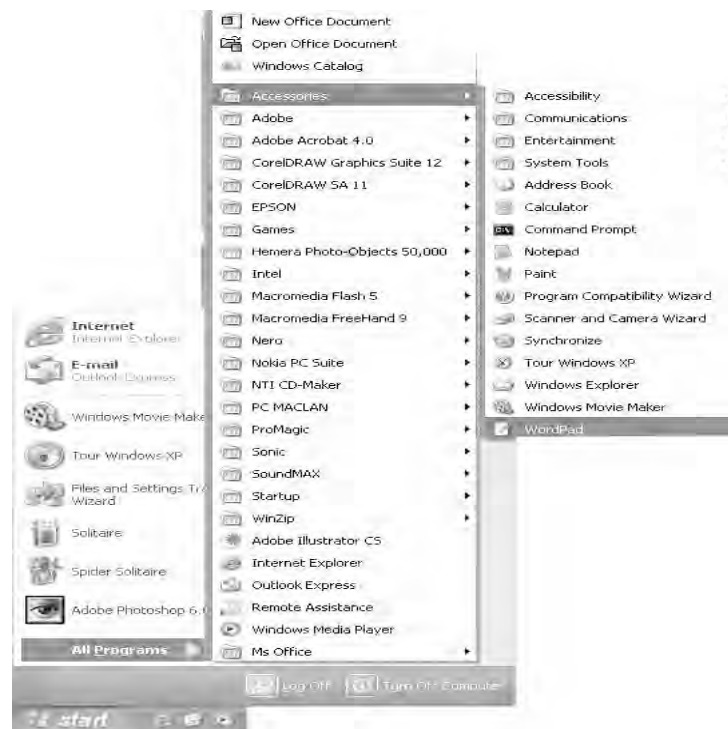 New Office Document
Open Office Document
Windows Catalog
Accessories
Adobe
Adobe Acrobat 4.0
CorelDRAW Graphics Suite 12
CorelDRAW SA 11
EPSON
Games
Hemera Photo-Objects 50,000
Intel
Macromedia Flash 5
Macromedia FreeHand 9
Nero
Nokia PC Suite
NTI CD-Maker
PC MACLAN
ProMagic
Sonic
SoundMAX
Startup
WinZip
Adobe Illustrator CS
Internet Explorer
Outlook Express
Remote Assistance
Windows Media Player
Ms Office
Accessibility
Communications
Entertainment
System Tools
Address Book
Calculator
Command Prompt
Notepad
Paint
Program Compatibility Wizard
Scanner and Camera Wizard
Synchronize
Tour Windows XP
Windows Explorer
Windows Movie Maker
WordPad
Internet
Internet Explorer
E-mail
Outlook Express
Windows Movie Make
Tour Windows XP
Files and Settings Tra
Wizard
Solitaire
Spider Solitaire
Adobe Photoshop 6.0
All Programs
Log Off
Turn Off Computer
start